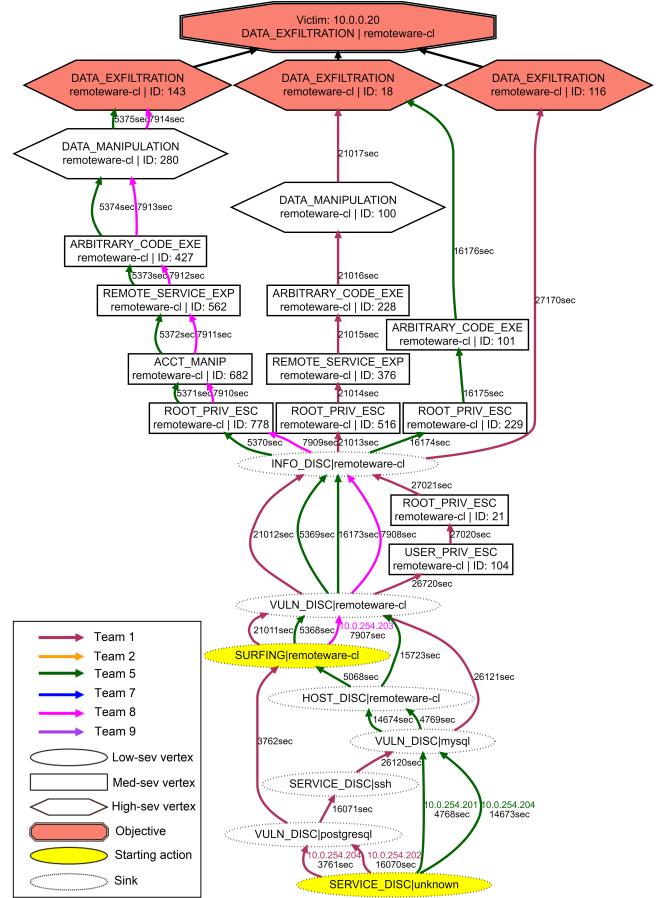 Victim: 10.0.0.20
DATA_EXFILTRATION | remoteware-cl
DATA_EXFILTRATION
remoteware-cl | ID: 143
DATA_EXFILTRATION
remoteware-cl | ID: 18
DATA_EXFILTRATION
remoteware-cl | ID: 116
5375sec
7914sec
DATA_MANIPULATION
remoteware-cl | ID: 280
21017sec
DATA_MANIPULATION
remoteware-cl | ID: 100
5374sec
7913sec
ARBITRARY_CODE_EXE
remoteware-cl | ID: 427
16176sec
5373sec
7912sec
21016sec
REMOTE_SERVICE_EXP
remoteware-cl | ID: 562
ARBITRARY_CODE_EXE
remoteware-cl | ID: 228
27170sec
5372sec
7911sec
21015sec
ARBITRARY_CODE_EXE
remoteware-cl | ID: 101
ACCT_MANIP
remoteware-cl | ID: 682
REMOTE_SERVICE_EXP
remoteware-cl | ID: 376
5371sec
7910sec
21014sec
16175sec
ROOT_PRIV_ESC
remoteware-cl | ID: 778
ROOT_PRIV_ESC
remoteware-cl | ID: 516
ROOT_PRIV_ESC
remoteware-cl | ID: 229
5370sec
7909sec
21013sec
16174sec
INFO_DISC|remoteware-cl
27021sec
ROOT_PRIV_ESC
remoteware-cl | ID: 21
21012sec
5369sec
16173sec
7908sec
27020sec
USER_PRIV_ESC
remoteware-cl | ID: 104
26720sec
VULN_DISC|remoteware-cl
21011sec
5368sec
10.0.254.203
7907sec
SURFING|remoteware-cl
15723sec
26121sec
5068sec
HOST_DISC|remoteware-cl
14674sec
4769sec
3762sec
VULN_DISC|mysql
26120sec
SERVICE_DISC|ssh
16071sec
10.0.254.201
4768sec
10.0.254.204
14673sec
VULN_DISC|postgresql
10.0.254.204
3761sec
10.0.254.202
16070sec
SERVICE_DISC|unknown
Team 1
Team 2
Team 5
Team 7
Team 8
Team 9
Low-sev vertex
Med-sev vertex
High-sev vertex
Objective
Starting action
Sink